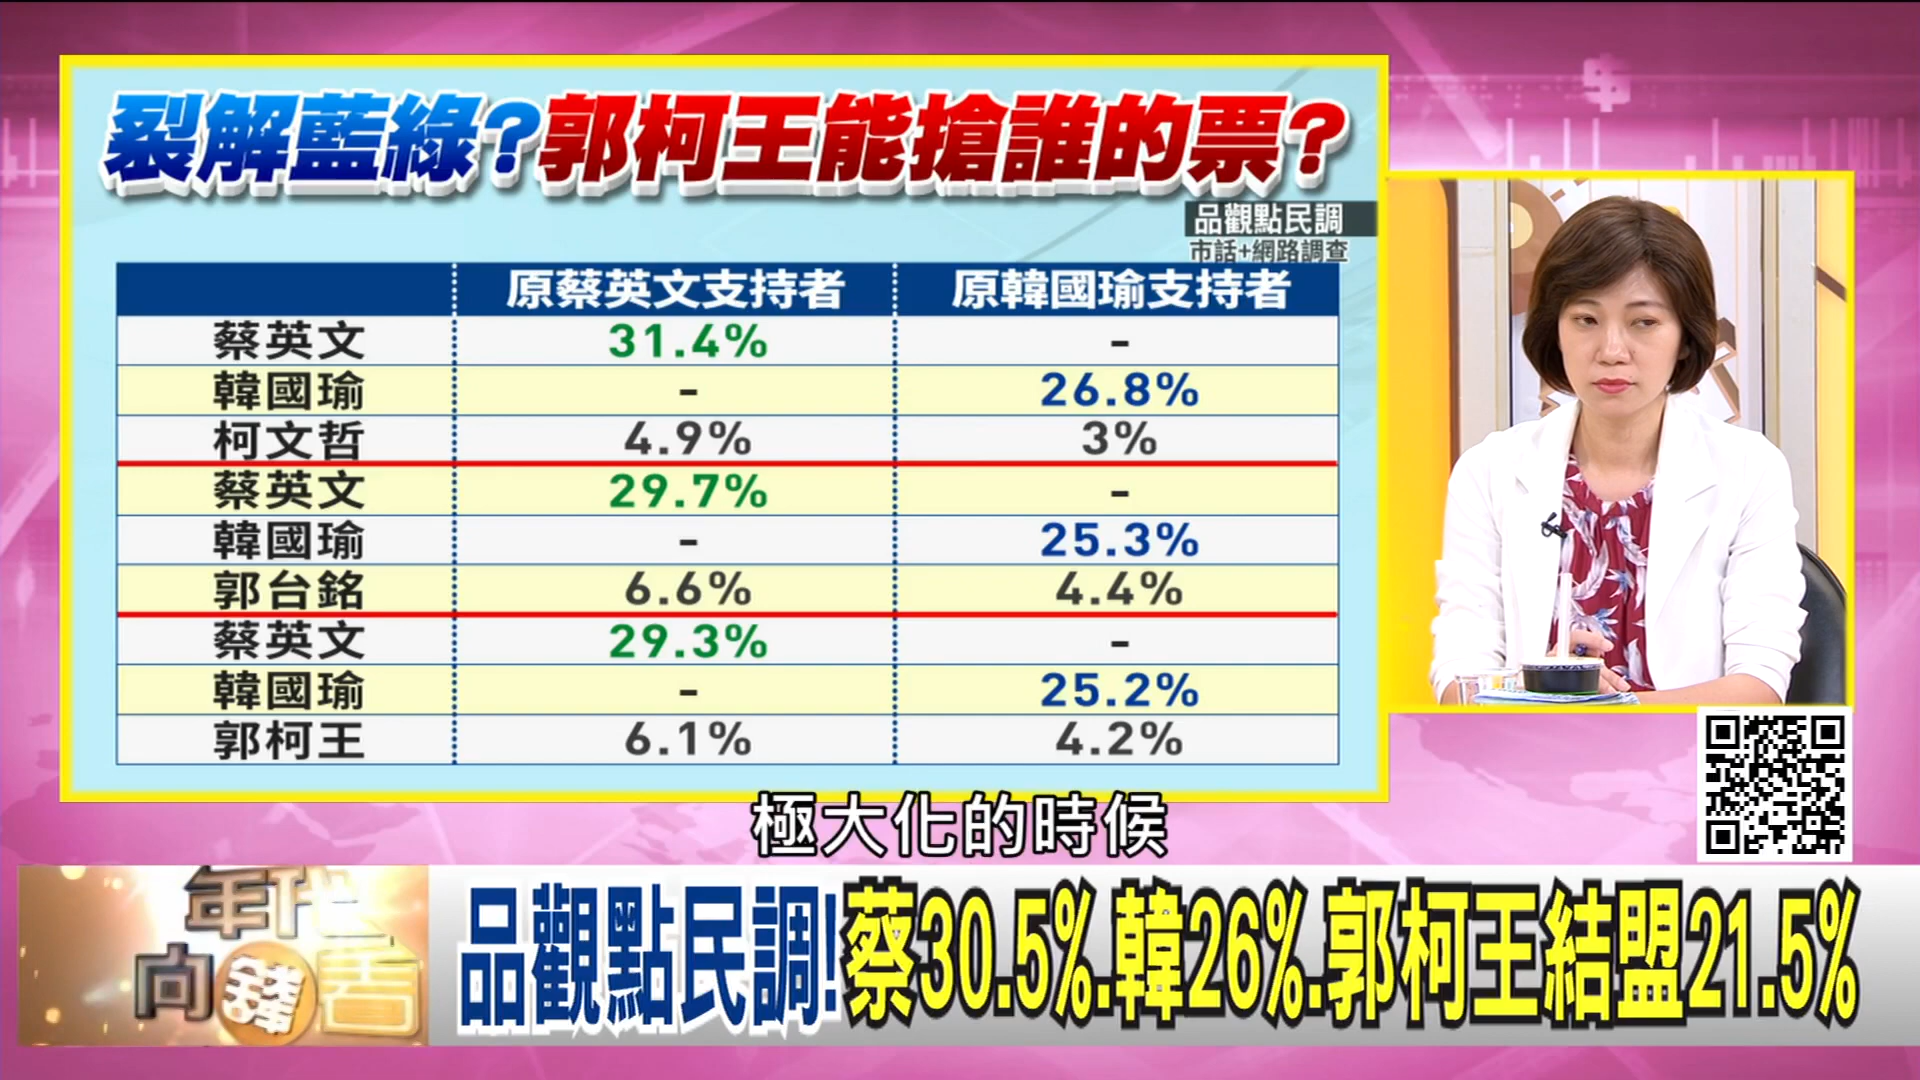 裂解藍綠?郭柯王能搶誰的票?
品觀點民調
市話+網路調查
原蔡英文支持者 原韓國瑜支持者
蔡英文 31.4% -
韓國瑜 - 26.8%
柯文哲 4.9% 3%
蔡英文 29.7% -
韓國瑜 - 25.3%
郭台銘 6.6% 4.4%
蔡英文 29.3% -
韓國瑜 - 25.2%
郭柯王 6.1% 4.2%
極大化的時候
年代
向錢看
品觀點民調!蔡30.5%.韓26%.郭柯王結盟21.5%